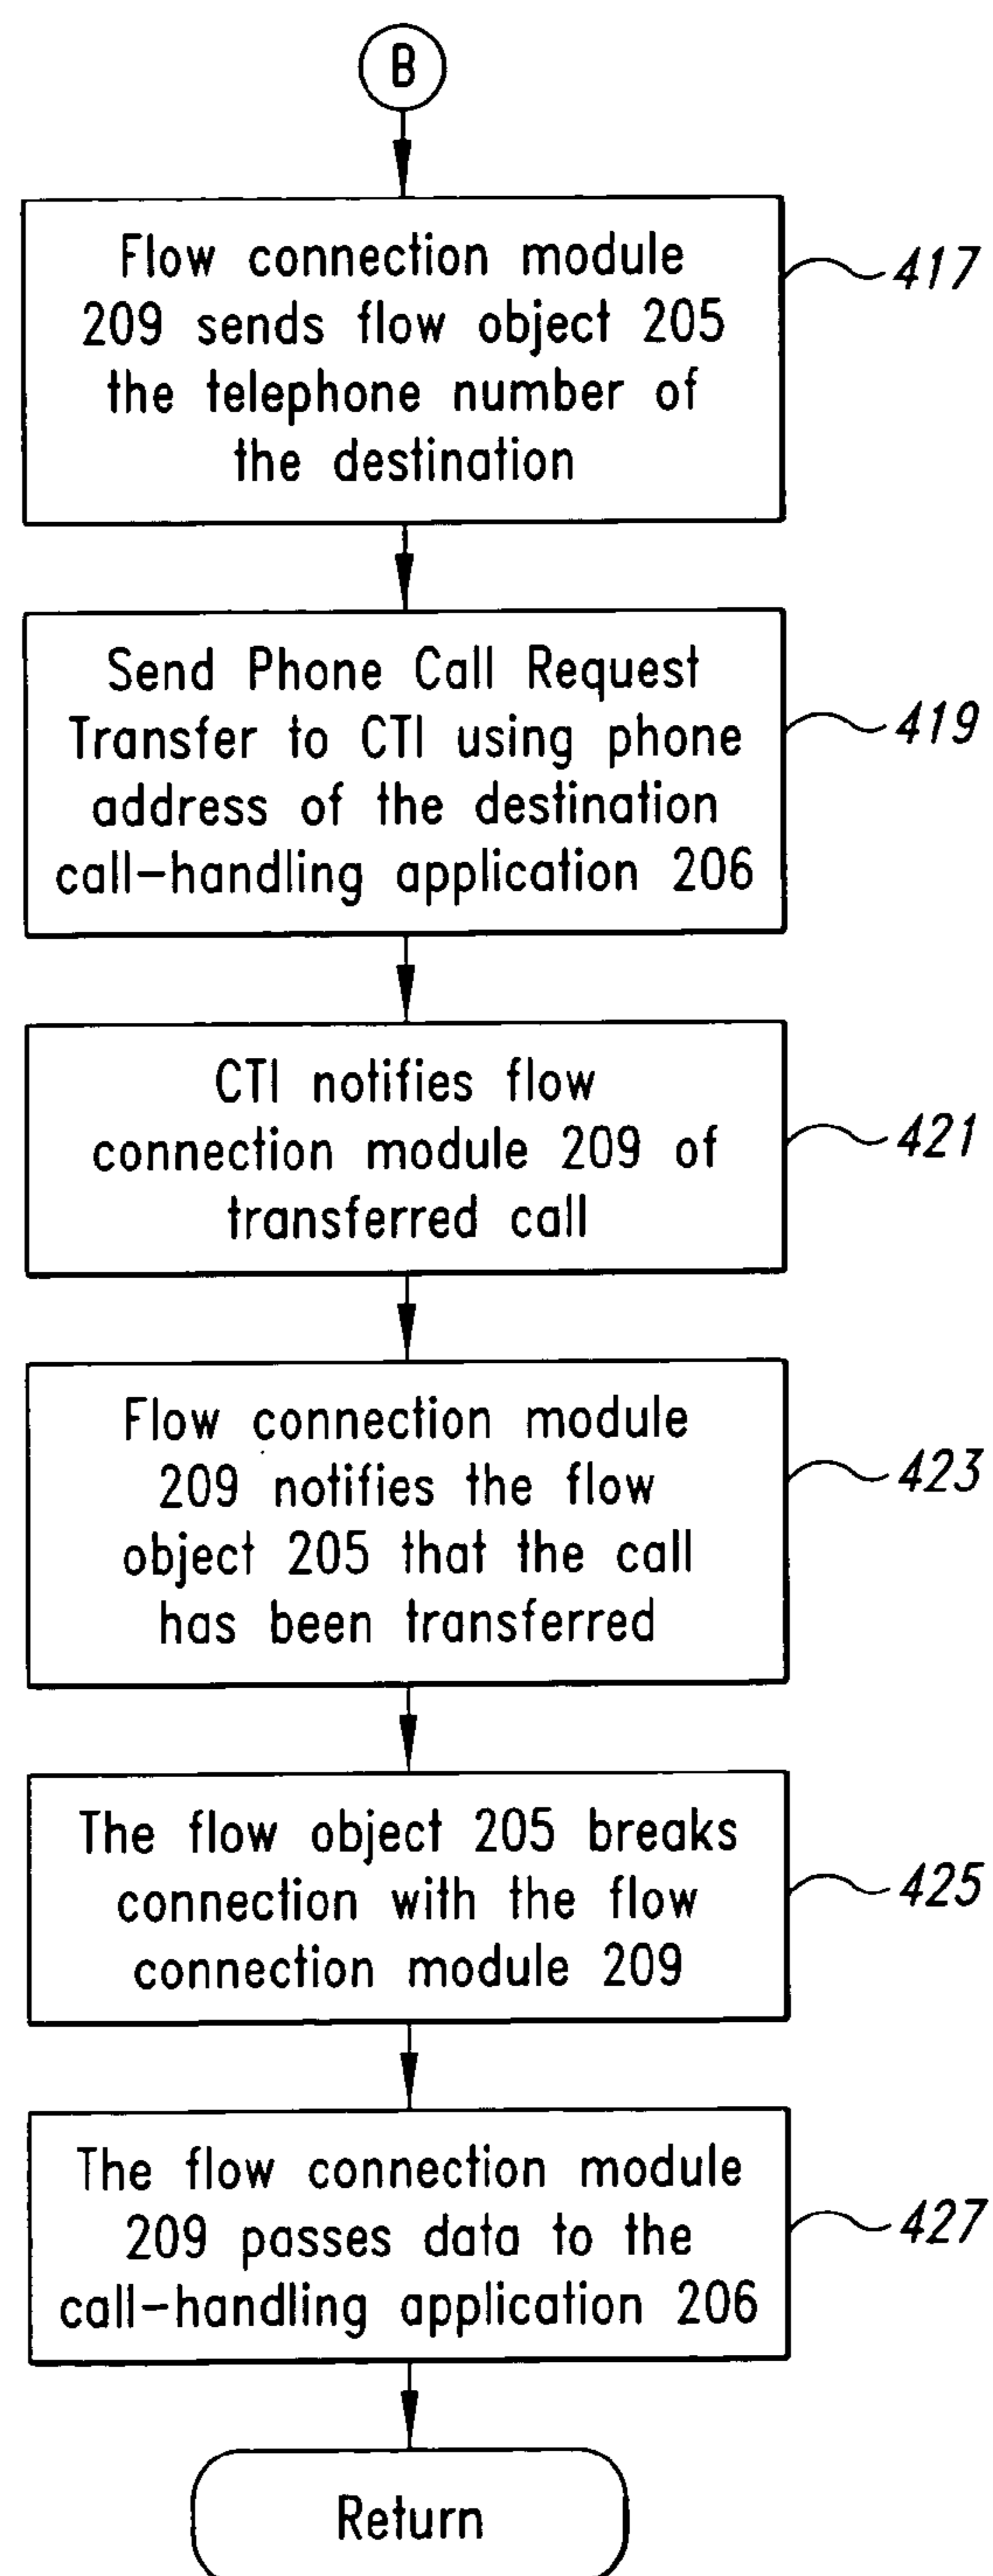 B
Flow connection module
209 sends flow object 205
the telephone number of
the destination
417
Send Phone Call Request
Transfer to CTI using phone
address of the destination
call-handling application 206
419
CTI notifies flow
connection module 209 of
transferred call
421
Flow connection module
209 notifies the flow
object 205 that the call
has been transferred
423
The flow object 205 breaks
connection with the flow
connection module 209
425
The flow connection module
209 passes data to the
call-handling application 206
427
Return